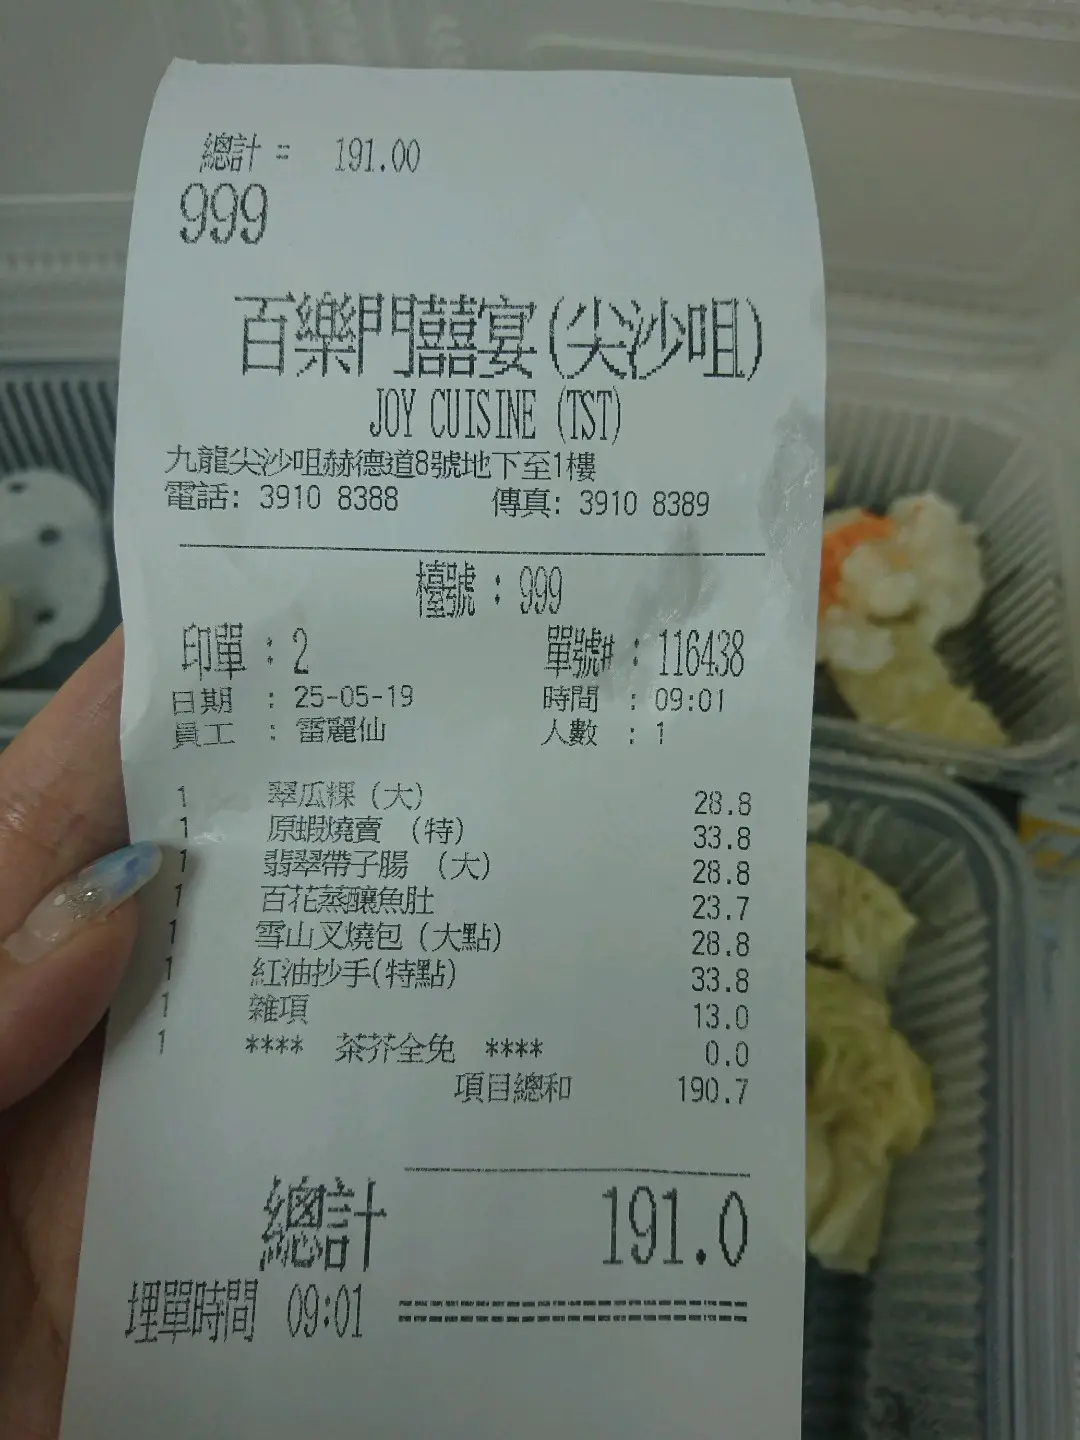 總計 = 191.00
999
百樂門囍宴(尖沙咀)
JOY CUISINE (TST)
九龍尖沙咀赫德道8號地下至1樓
電話: 3910 8388 傳真: 3910 8389
檯號 : 999
印單 : 2 單號# : 116438
日期 : 25-05-19 時間 : 09:01
員工 : 雷麗仙 人數 : 1
1 翠瓜粿 (大) 28.8
1 原蝦燒賣 (特) 33.8
1 翡翠帶子腸 (大) 28.8
1 百花蒸釀魚肚 23.7
1 雪山叉燒包 (大點) 28.8
1 紅油抄手(特點) 33.8
1 雜項 13.0
1 **** 茶芥全免 **** 0.0
項目總和 190.7
總計 191.0
埋單時間 09:01